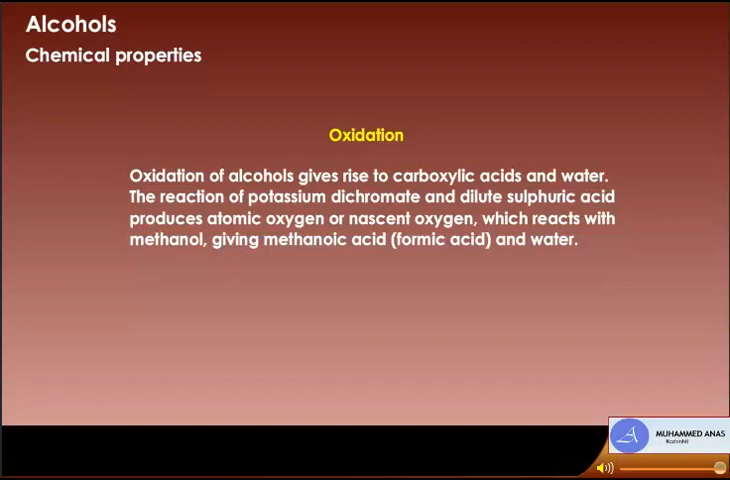 Alcohols
Chemical properties
Oxidation
Oxidation of alcohols gives rise to carboxylic acids and water.
The reaction of potassium dichromate and dilute sulphuric acid
produces atomic oxygen or nascent oxygen, which reacts with
methanol, giving methanoic acid (formic acid) and water.
MUHAMMED ANAS